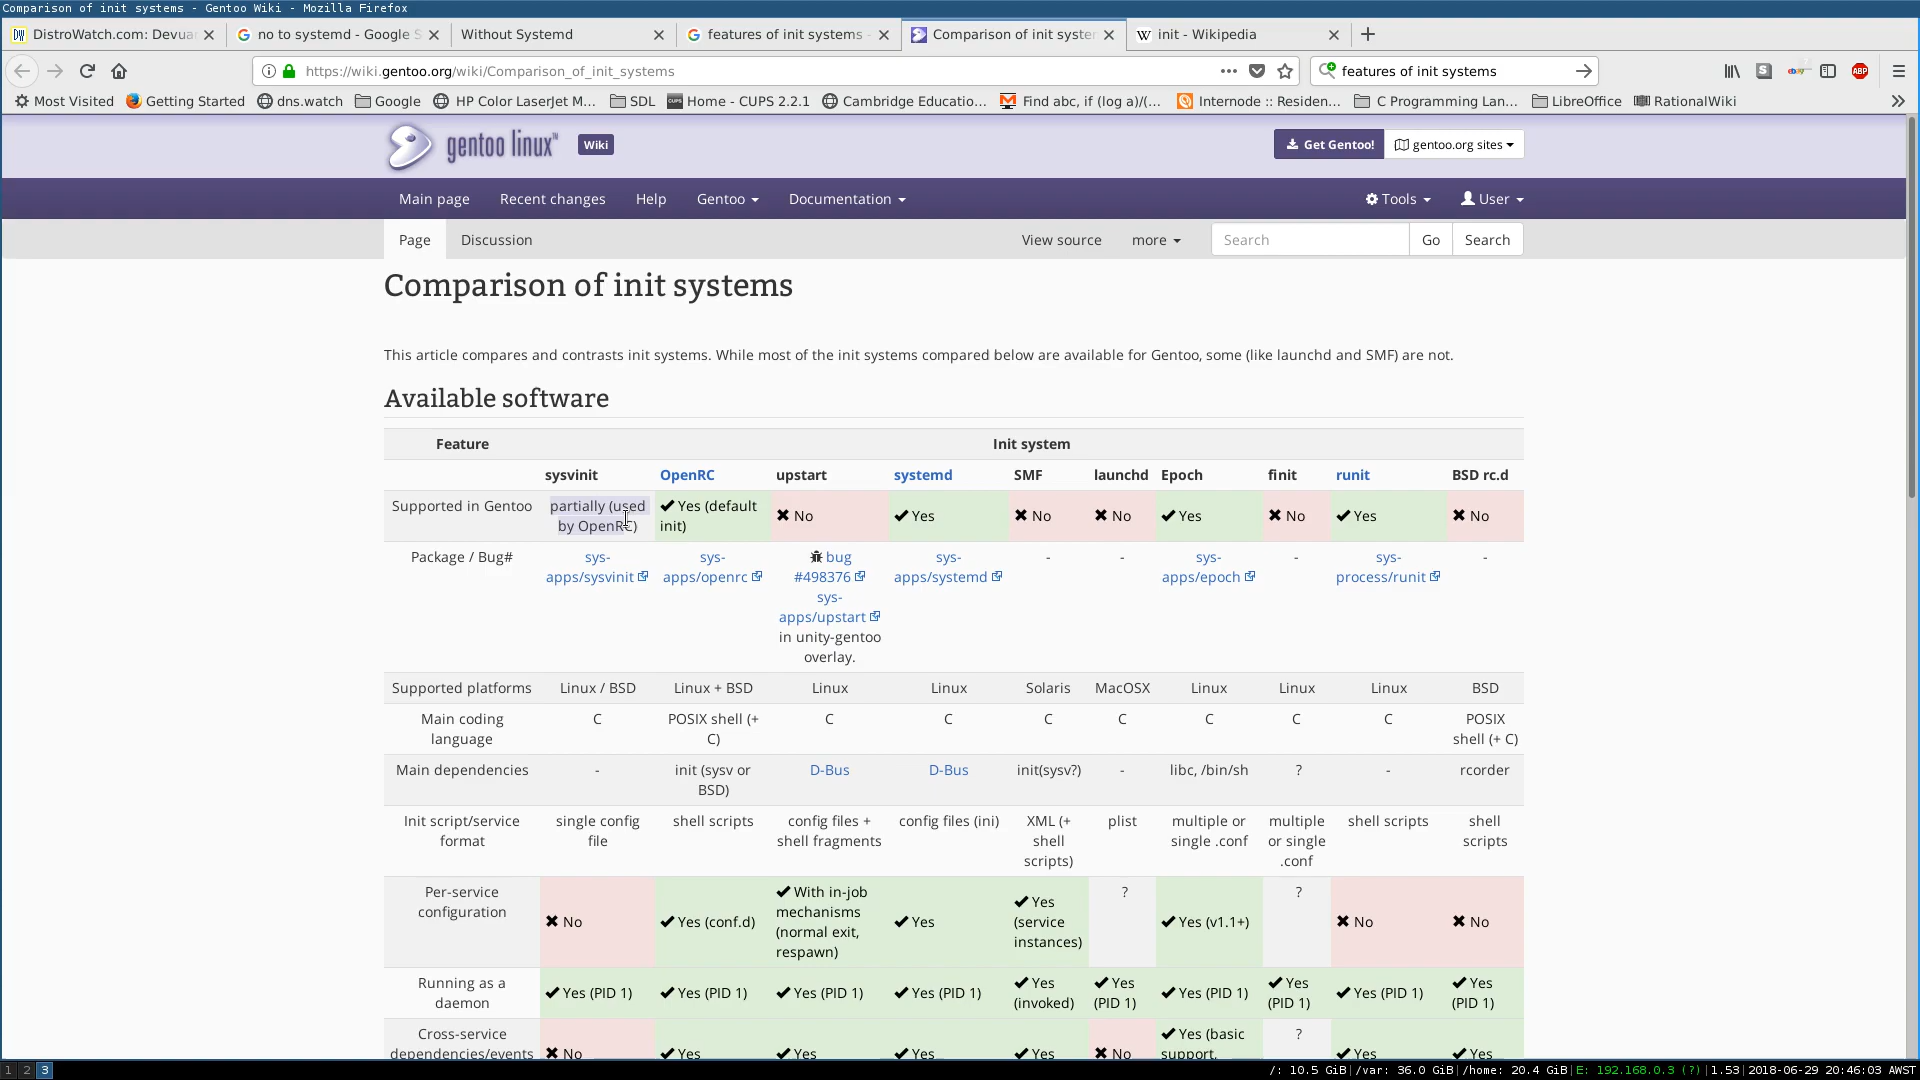 Comparison of init systems - Gentoo Wiki - Mozilla Firefox
DistroWatch.com: Devua
no to systemd - Google S
Without Systemd
features of init systems -
Comparison of init system
init - Wikipedia
https://wiki.gentoo.org/wiki/Comparison_of_init_systems
features of init systems
ABP
Most Visited
Getting Started
dns.watch
Google
HP Color LaserJet M...
SDL
Home - CUPS 2.2.1
Cambridge Educatio...
Find abc, if (log a)/(...
Internode :: Residen...
C Programming Lan...
LibreOffice
RationalWiki
gentoo linux™ Wiki
Get Gentoo!
gentoo.org sites
Main page Recent changes Help Gentoo Documentation Tools User
Page Discussion View source more Search Go Search
Comparison of init systems
This article compares and contrasts init systems. While most of the init systems compared below are available for Gentoo, some (like launchd and SMF) are not.
Available software
Feature Init system
sysvinit OpenRC upstart systemd SMF launchd Epoch finit runit BSD rc.d
Supported in Gentoo
partially (used
by OpenRC)
Yes (default
init)
No
Yes
No
No
Yes
No
Yes
No
Package / Bug#
sys-
apps/sysvinit
sys-
apps/openrc
bug
#498376
sys-
apps/upstart
in unity-gentoo
overlay.
sys-
apps/systemd
-
-
sys-
apps/epoch
-
sys-
process/runit
-
Supported platforms Linux / BSD Linux + BSD Linux Linux Solaris MacOSX Linux Linux Linux BSD
Main coding
language
C
POSIX shell (+
C)
C
C
C
C
C
C
C
POSIX
shell (+ C)
Main dependencies
-
init (sysv or
BSD)
D-Bus
D-Bus
init(sysv?)
-
libc, /bin/sh
?
-
rcorder
Init script/service
format
single config
file
shell scripts
config files +
shell fragments
config files (ini)
XML (+
shell
scripts)
plist
multiple or
single .conf
multiple
or single
.conf
shell scripts
shell
scripts
Per-service
configuration
No
Yes (conf.d)
With in-job
mechanisms
(normal exit,
respawn)
Yes
Yes
(service
instances)
?
Yes (v1.1+)
?
No
No
Running as a
daemon
Yes (PID 1)
Yes (PID 1)
Yes (PID 1)
Yes (PID 1)
Yes
(invoked)
Yes
(PID 1)
Yes (PID 1)
Yes
(PID 1)
Yes (PID 1)
Yes
(PID 1)
Cross-service
dependencies/events
No
Yes
Yes
Yes
Yes
No
Yes (basic
support,
?
Yes
Yes
1 2 3
/: 10.5 GiB|/var: 36.0 GiB|/home: 20.4 GiB|E: 192.168.0.3 (?)|1.53|2018-06-29 20:46:03 AWST